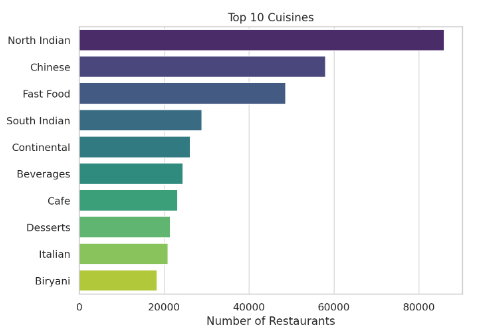 Top 10 Cuisines
North Indian
Chinese
Fast Food
South Indian
Continental
Beverages
Cafe
Desserts
Italian
Biryani
0 20000 40000 60000 80000
Number of Restaurants